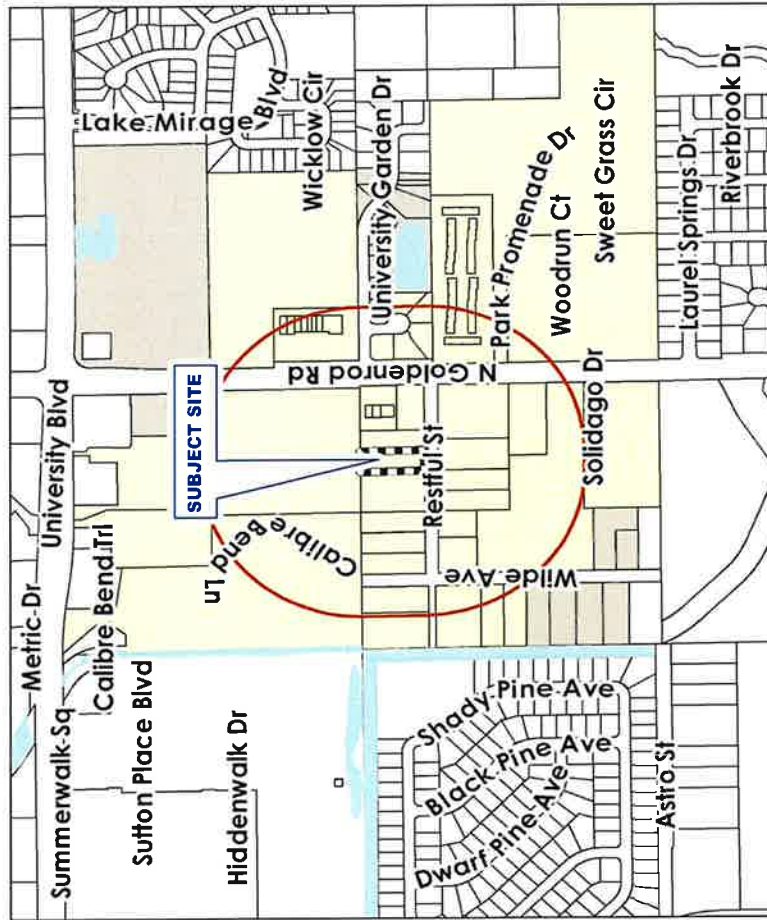 Metric Dr
University Blvd
Summerwalk Sq
Calibre Bend Trl
Lake Mirage Blvd
Sutton Place Blvd
SUBJECT SITE
Hiddenwalk Dr
Calibre Bend Ln
Wicklow Cir
University Garden Dr
N Goldenrod Rd
Restful St
Park Promenade Dr
Wilde Ave
Woodrun Ct
Sweet Grass Cir
Solidago Dr
Shady Pine Ave
Black Pine Ave
Dwarf Pine Ave
Astro St
Laurel Springs Dr
Riverbrook Dr